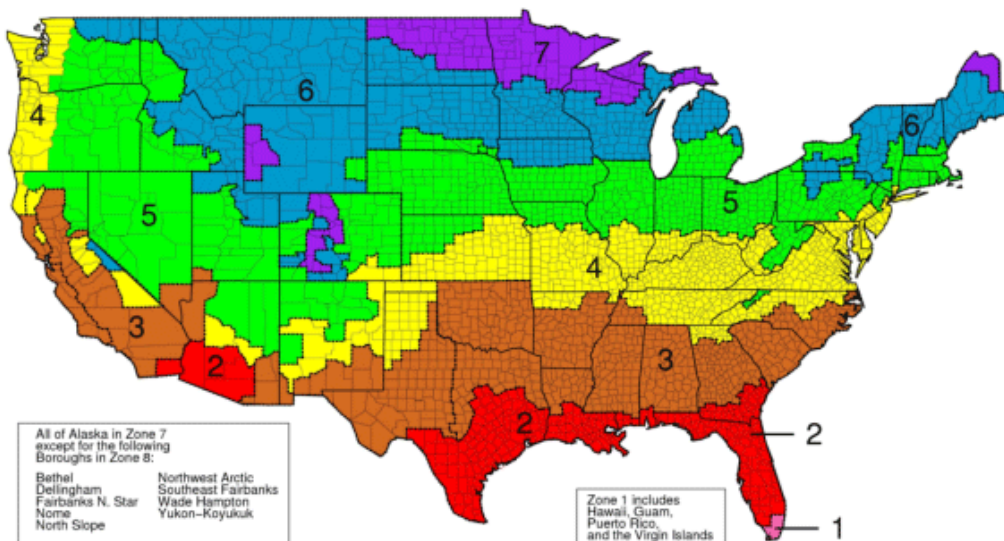 7
6
6
4
5
5
4
3
3
2
2
2
1
All of Alaska in Zone 7
except for the following
Boroughs in Zone 8:
Bethel Northwest Arctic
Dellingham Southeast Fairbanks
Fairbanks N. Star Wade Hampton
Nome Yukon-Koyukuk
North Slope
Zone 1 includes
Hawaii, Guam,
Puerto Rico,
and the Virgin Islands